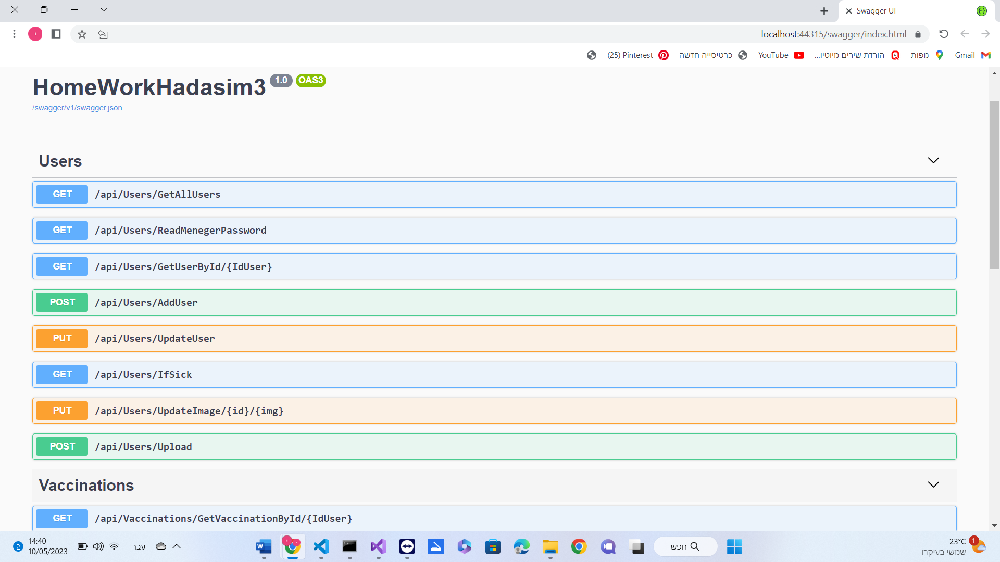 Swagger UI
localhost:44315/swagger/index.html
Gmail
מפות
הורדת שירים מיוטיו...
YouTube
כרטיסייה חדשה
(25) Pinterest
HomeWorkHadasim3 1.0 OAS3
/swagger/v1/swagger.json
Users
GET /api/Users/GetAllUsers
GET /api/Users/ReadMenegerPassword
GET /api/Users/GetUserById/{IdUser}
POST /api/Users/AddUser
PUT /api/Users/UpdateUser
GET /api/Users/IfSick
PUT /api/Users/UpdateImage/{id}/{img}
POST /api/Users/Upload
Vaccinations
GET /api/Vaccinations/GetVaccinationById/{IdUser}
2
14:40
10/05/2023
עבר
חפש
23°C
שמשי בעיקרו
1